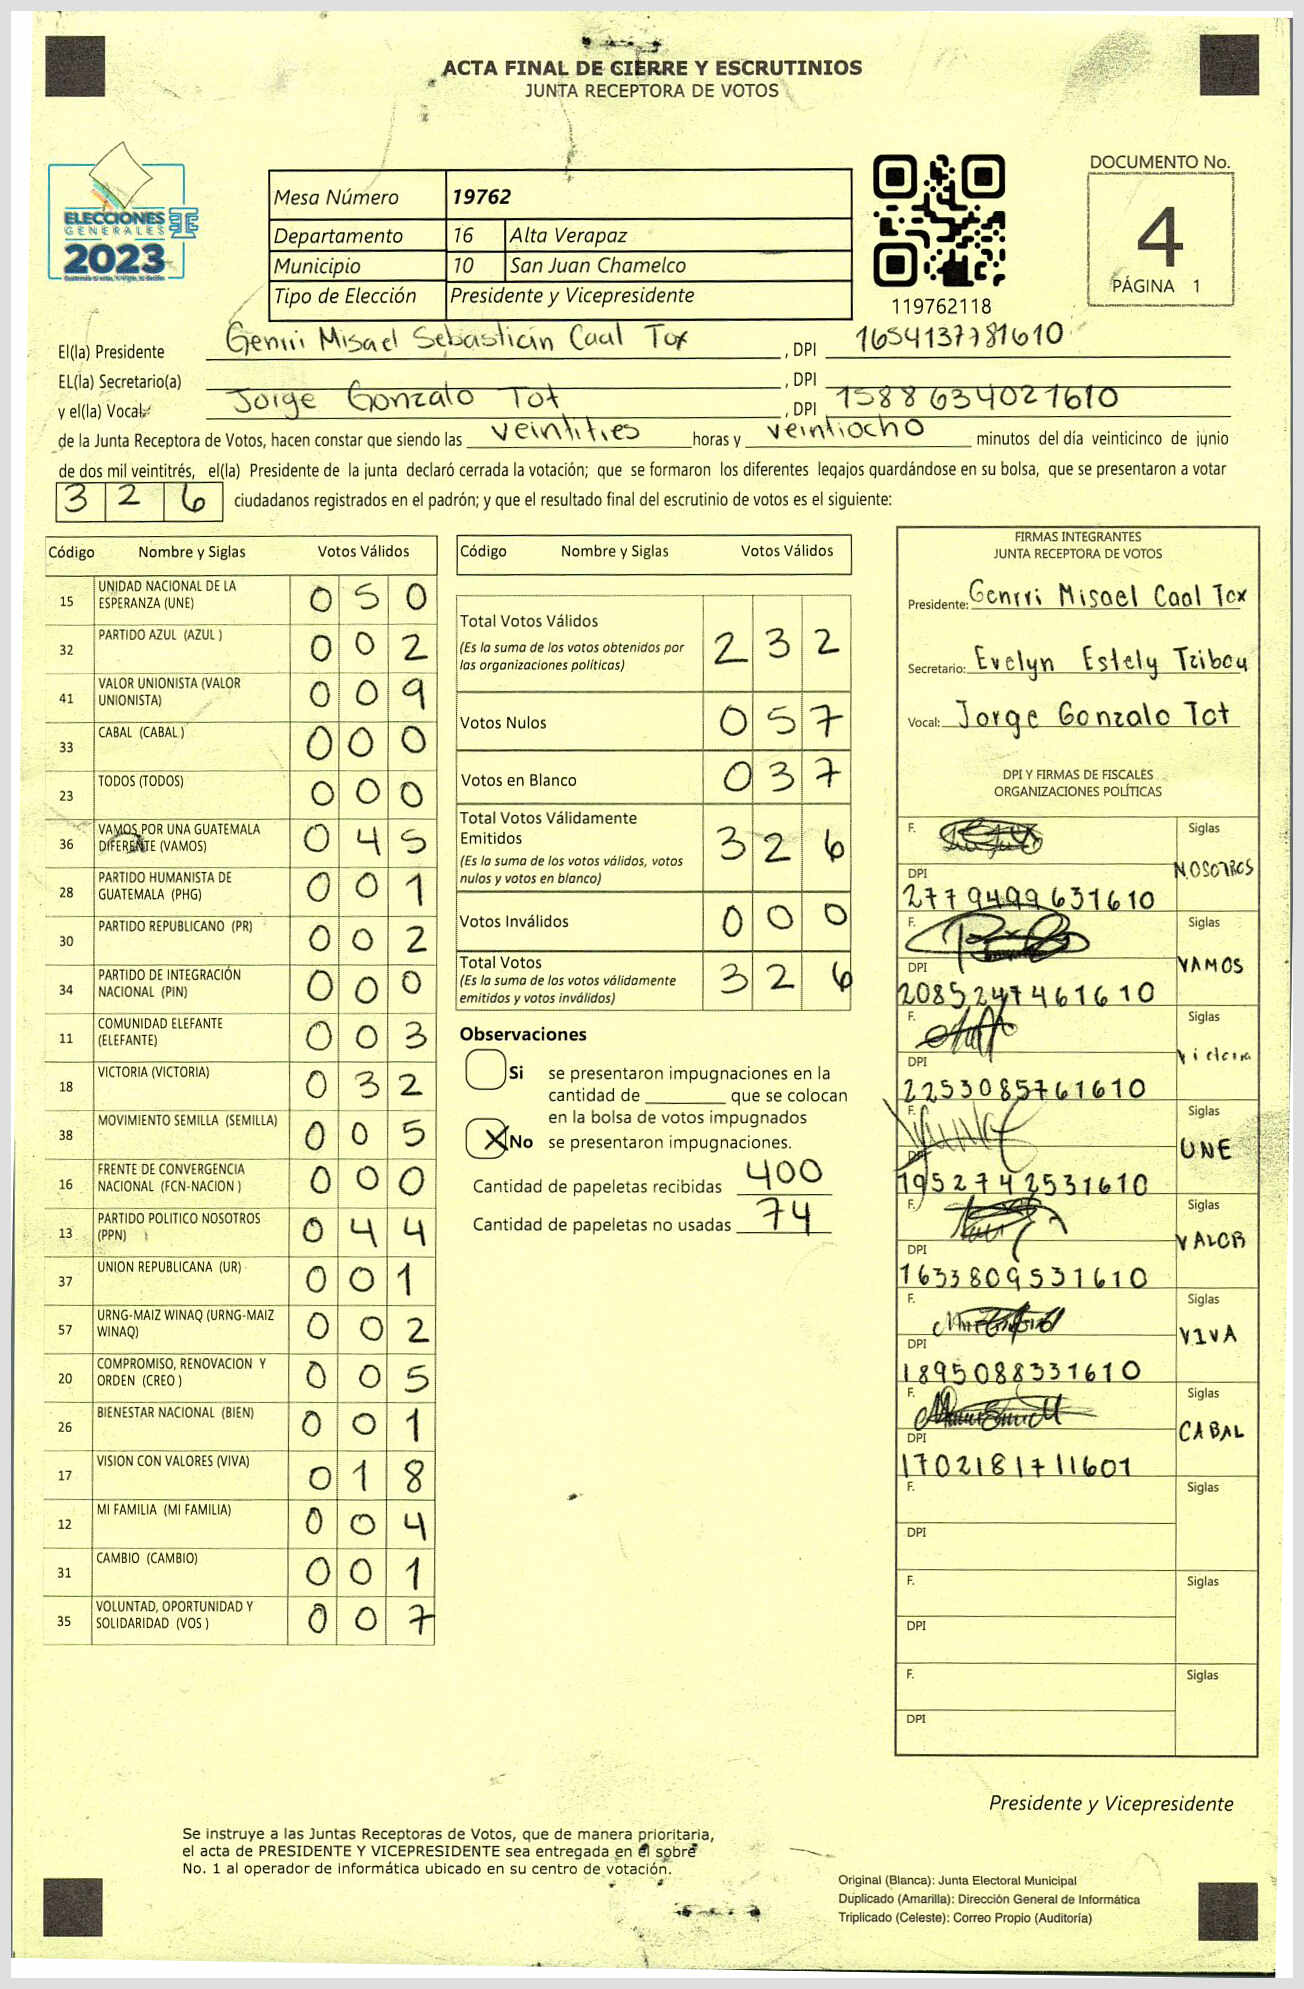 ACTA FINAL DE CIERRE Y ESCRUTINIOS
JUNTA RECEPTORA DE VOTOS
ELECCIONES
GENERALES
2023
Mesa Número 19762
Departamento 16 Alta Verapaz
Municipio 10 San Juan Chamelco
Tipo de Elección Presidente y Vicepresidente
119762118
DOCUMENTO No.
4
PÁGINA 1
El(la) Presidente Genrri Misael Sebastián Caal Tox , DPI 1654137781610
EL(la) Secretario(a) , DPI
y el(la) Vocal: Jorge Gonzalo Tot , DPI 1588634021610
de la Junta Receptora de Votos, hacen constar que siendo las veintitres horas y veintiocho minutos del día veinticinco de junio
de dos mil veintitrés, el(la) Presidente de la junta declaró cerrada la votación; que se formaron los diferentes legajos guardándose en su bolsa, que se presentaron a votar
3 2 6 ciudadanos registrados en el padrón; y que el resultado final del escrutinio de votos es el siguiente:
Código Nombre y Siglas Votos Válidos
15 UNIDAD NACIONAL DE LA ESPERANZA (UNE) 0 5 0
32 PARTIDO AZUL (AZUL ) 0 0 2
41 VALOR UNIONISTA (VALOR UNIONISTA) 0 0 9
33 CABAL (CABAL ) 0 0 0
23 TODOS (TODOS) 0 0 0
36 VAMOS POR UNA GUATEMALA DIFERENTE (VAMOS) 0 4 5
28 PARTIDO HUMANISTA DE GUATEMALA (PHG) 0 0 1
30 PARTIDO REPUBLICANO (PR) 0 0 2
34 PARTIDO DE INTEGRACIÓN NACIONAL (PIN) 0 0 0
11 COMUNIDAD ELEFANTE (ELEFANTE) 0 0 3
18 VICTORIA (VICTORIA) 0 3 2
38 MOVIMIENTO SEMILLA (SEMILLA) 0 0 5
16 FRENTE DE CONVERGENCIA NACIONAL (FCN-NACION ) 0 0 0
13 PARTIDO POLITICO NOSOTROS (PPN) 0 4 4
37 UNION REPUBLICANA (UR) 0 0 1
57 URNG-MAIZ WINAQ (URNG-MAIZ WINAQ) 0 0 2
20 COMPROMISO, RENOVACION Y ORDEN (CREO ) 0 0 5
26 BIENESTAR NACIONAL (BIEN) 0 0 1
17 VISION CON VALORES (VIVA) 0 1 8
12 MI FAMILIA (MI FAMILIA) 0 0 4
31 CAMBIO (CAMBIO) 0 0 1
35 VOLUNTAD, OPORTUNIDAD Y SOLIDARIDAD (VOS ) 0 0 7
Código Nombre y Siglas Votos Válidos
Total Votos Válidos 2 3 2
(Es la suma de los votos obtenidos por
las organizaciones políticas)
Votos Nulos 0 5 7
Votos en Blanco 0 3 7
Total Votos Válidamente
Emitidos 3 2 6
(Es la suma de los votos válidos, votos
nulos y votos en blanco)
Votos Inválidos 0 0 0
Total Votos 3 2 6
(Es la suma de los votos válidamente
emitidos y votos inválidos)
Observaciones
Si se presentaron impugnaciones en la
cantidad de ________ que se colocan
en la bolsa de votos impugnados
X No se presentaron impugnaciones.
Cantidad de papeletas recibidas 400
Cantidad de papeletas no usadas 74
FIRMAS INTEGRANTES
JUNTA RECEPTORA DE VOTOS
Presidente: Genrri Misael Caal Tox
Secretario: Evelyn Estely Tzibou
Vocal: Jorge Gonzalo Tot
DPI Y FIRMAS DE FISCALES
ORGANIZACIONES POLÍTICAS
F. Siglas
NOSOTROS
DPI
2779499631610
F. Siglas
VAMOS
DPI
2085247461610
F. Siglas
Victoria
DPI
2253085761610
F. Siglas
UNE
DPI
1952742531610
F. Siglas
VALOR
DPI
1633809531610
F. Siglas
VIVA
DPI
1895088331610
F. Siglas
CABAL
DPI
1702181711601
F. Siglas
DPI
F. Siglas
DPI
F. Siglas
DPI
Presidente y Vicepresidente
Se instruye a las Juntas Receptoras de Votos, que de manera prioritaria,
el acta de PRESIDENTE Y VICEPRESIDENTE sea entregada en el sobre
No. 1 al operador de informática ubicado en su centro de votación.
Original (Blanca): Junta Electoral Municipal
Duplicado (Amarilla): Dirección General de Informática
Triplicado (Celeste): Correo Propio (Auditoría)